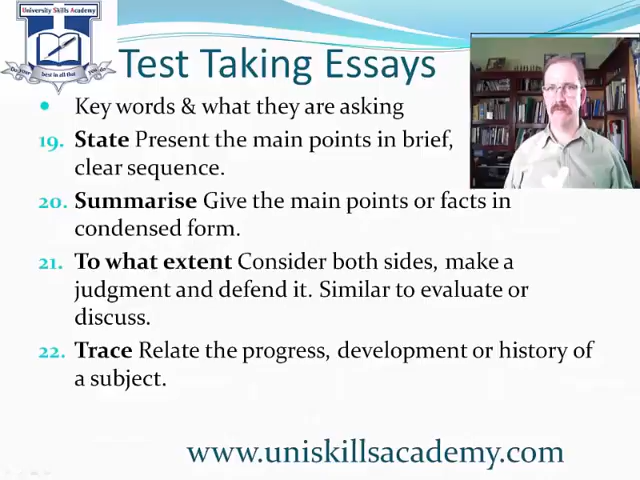 University Skills Academy
Test Taking Essays
Key words & what they are asking
19. State Present the main points in brief,
clear sequence.
20. Summarise Give the main points or facts in
condensed form.
21. To what extent Consider both sides, make a
judgment and defend it. Similar to evaluate or
discuss.
22. Trace Relate the progress, development or history of
a subject.
www.uniskillsacademy.com